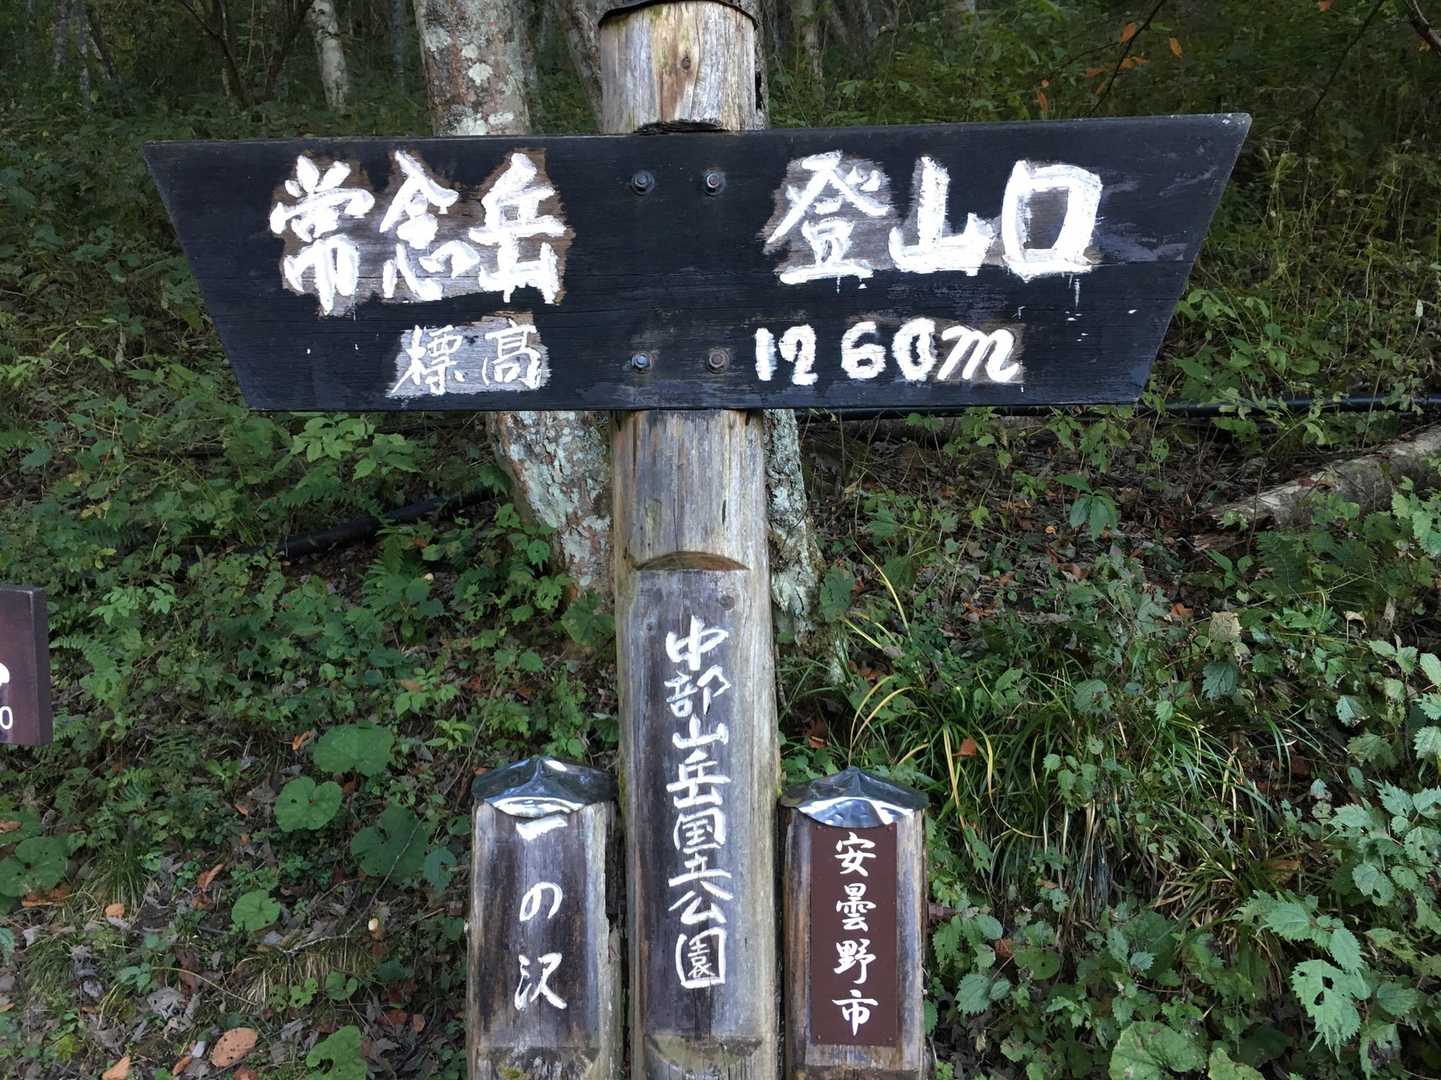 常念岳 登山口
標高 1260m
中部山岳国立公園
一の沢
安曇野市